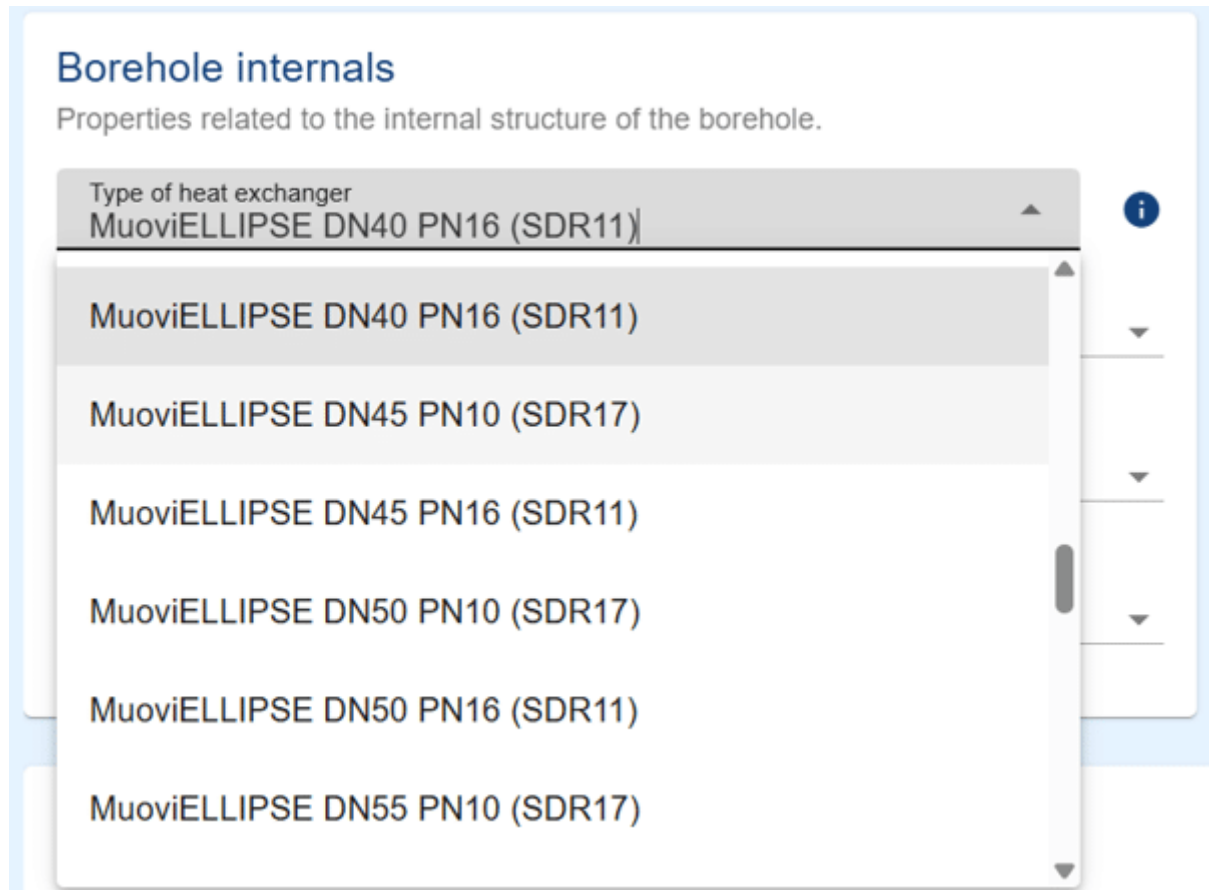 Borehole internals
Properties related to the internal structure of the borehole.
Type of heat exchanger
MuoviELLIPSE DN40 PN16 (SDR11)
MuoviELLIPSE DN40 PN16 (SDR11)
MuoviELLIPSE DN45 PN10 (SDR17)
MuoviELLIPSE DN45 PN16 (SDR11)
MuoviELLIPSE DN50 PN10 (SDR17)
MuoviELLIPSE DN50 PN16 (SDR11)
MuoviELLIPSE DN55 PN10 (SDR17)